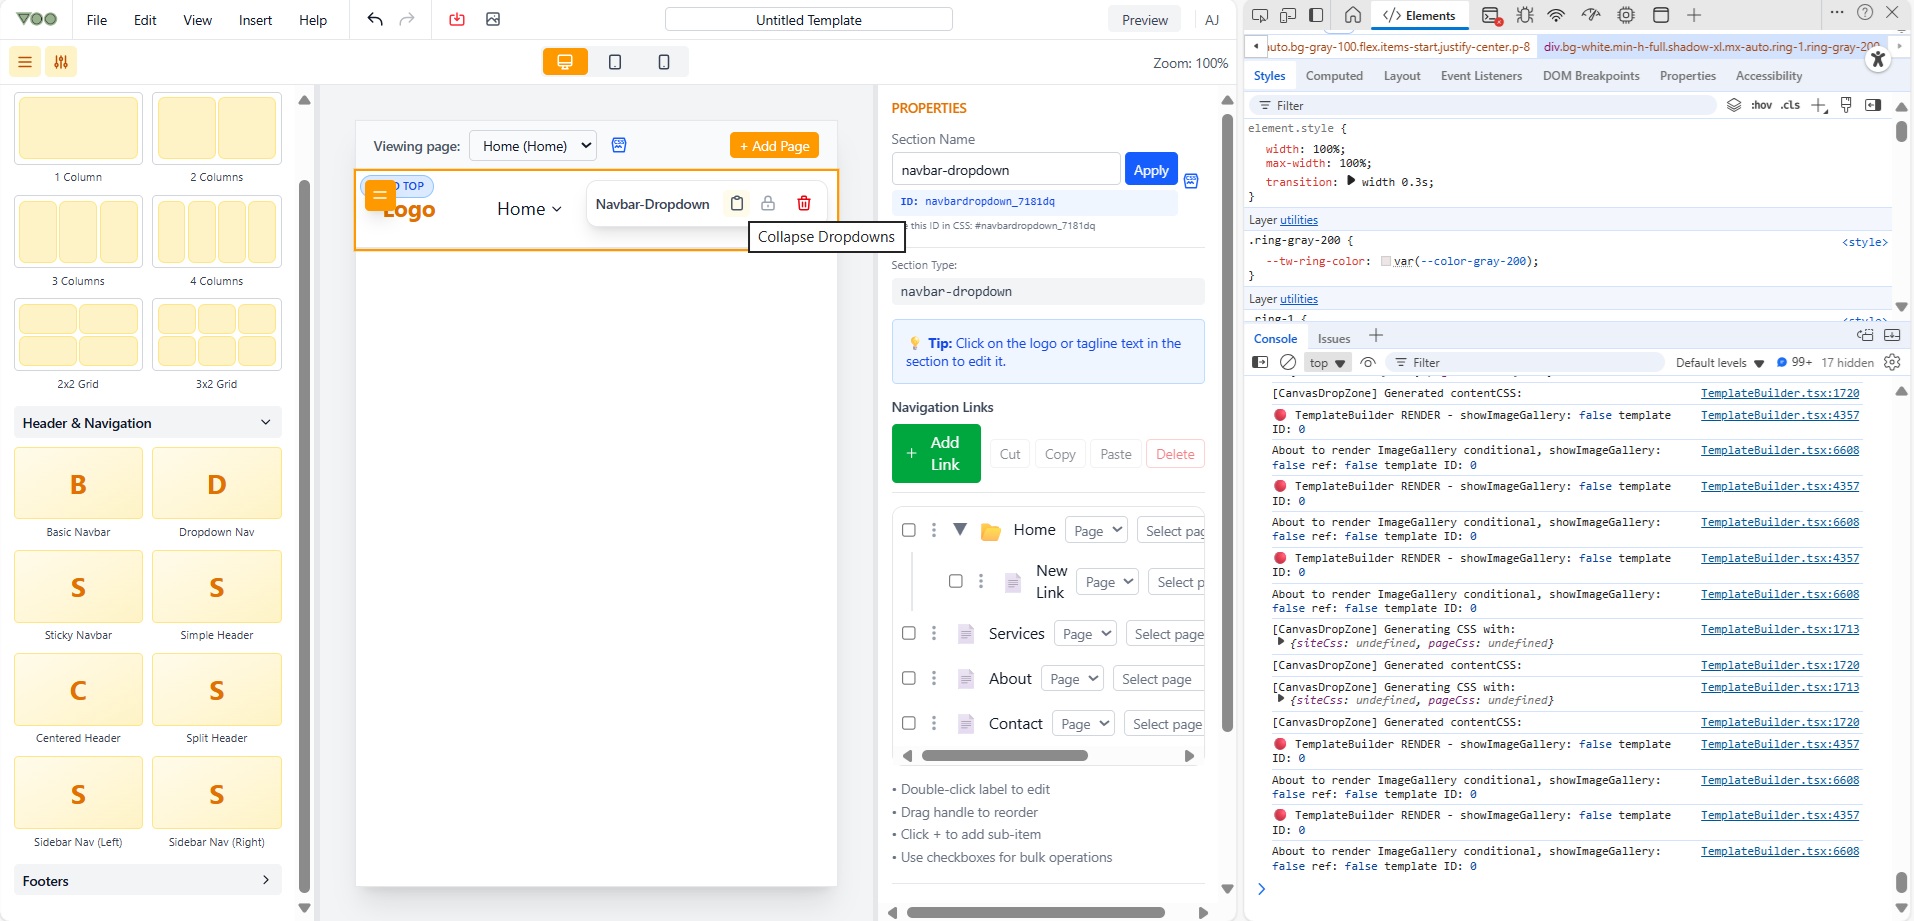 File Edit View Insert Help
Untitled Template
Preview AJ
Zoom: 100%
1 Column
2 Columns
3 Columns
4 Columns
2x2 Grid
3x2 Grid
Header & Navigation
B
D
Basic Navbar
Dropdown Nav
S
S
Sticky Navbar
Simple Header
C
S
Centered Header
Split Header
S
S
Sidebar Nav (Left)
Sidebar Nav (Right)
Footers
Viewing page: Home (Home) + Add Page
TOP
Logo
Home
Navbar-Dropdown
Collapse Dropdowns
PROPERTIES
Section Name
navbar-dropdown
Apply
ID: navbardropdown_7181dq
this ID in CSS: #navbardropdown_7181dq
Section Type:
navbar-dropdown
💡 Tip: Click on the logo or tagline text in the
section to edit it.
Navigation Links
+ Add
Link
Cut Copy Paste Delete
Home Page Select pag
New
Link
Page Select p
Services Page Select page
About Page Select page
Contact Page Select page
• Double-click label to edit
• Drag handle to reorder
• Click + to add sub-item
• Use checkboxes for bulk operations
</> Elements
auto.bg-gray-100.flex.items-start.justify-center.p-8 div.bg-white.min-h-full.shadow-xl.mx-auto.ring-1.ring-gray-200
Styles Computed Layout Event Listeners DOM Breakpoints Properties Accessibility
Filter :hov .cls
element.style {
width: 100%;
max-width: 100%;
transition: ▶ width 0.3s;
}
Layer utilities
.ring-gray-200 { <style>
--tw-ring-color: var(--color-gray-200);
}
Layer utilities
.ring-1 { <style>
Console Issues
top Filter Default levels 99+ 17 hidden
[CanvasDropZone] Generated contentCSS: TemplateBuilder.tsx:1720
🔴 TemplateBuilder RENDER - showImageGallery: false template TemplateBuilder.tsx:4357
ID: 0
About to render ImageGallery conditional, showImageGallery: TemplateBuilder.tsx:6608
false ref: false template ID: 0
🔴 TemplateBuilder RENDER - showImageGallery: false template TemplateBuilder.tsx:4357
ID: 0
About to render ImageGallery conditional, showImageGallery: TemplateBuilder.tsx:6608
false ref: false template ID: 0
🔴 TemplateBuilder RENDER - showImageGallery: false template TemplateBuilder.tsx:4357
ID: 0
About to render ImageGallery conditional, showImageGallery: TemplateBuilder.tsx:6608
false ref: false template ID: 0
[CanvasDropZone] Generating CSS with: TemplateBuilder.tsx:1713
▶ {siteCss: undefined, pageCss: undefined}
[CanvasDropZone] Generated contentCSS: TemplateBuilder.tsx:1720
[CanvasDropZone] Generating CSS with: TemplateBuilder.tsx:1713
▶ {siteCss: undefined, pageCss: undefined}
[CanvasDropZone] Generated contentCSS: TemplateBuilder.tsx:1720
🔴 TemplateBuilder RENDER - showImageGallery: false template TemplateBuilder.tsx:4357
ID: 0
About to render ImageGallery conditional, showImageGallery: TemplateBuilder.tsx:6608
false ref: false template ID: 0
🔴 TemplateBuilder RENDER - showImageGallery: false template TemplateBuilder.tsx:4357
ID: 0
About to render ImageGallery conditional, showImageGallery: TemplateBuilder.tsx:6608
false ref: false template ID: 0